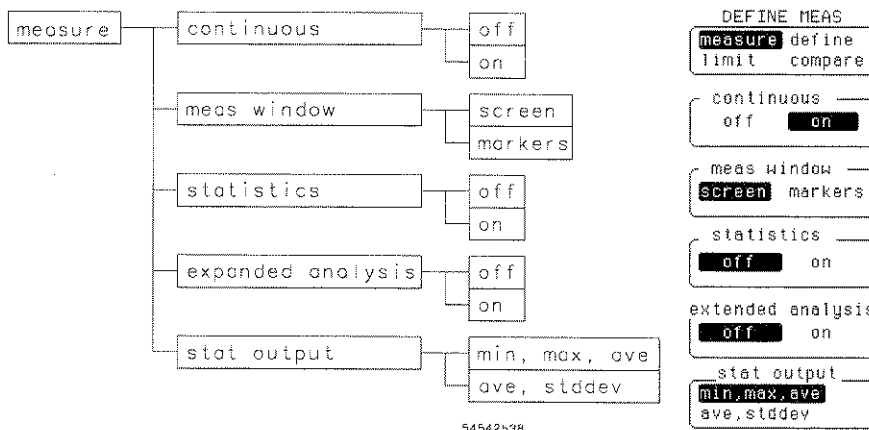 measure
continuous
off
on
meas window
screen
markers
statistics
off
on
expanded analysis
off
on
stat output
min, max, ave
ave, stddev
DEFINE MEAS
measure define
limit compare
continuous
off on
meas window
screen markers
statistics
off on
extended analysis
off on
stat output
min,max,ave
ave,stddev
54542b38